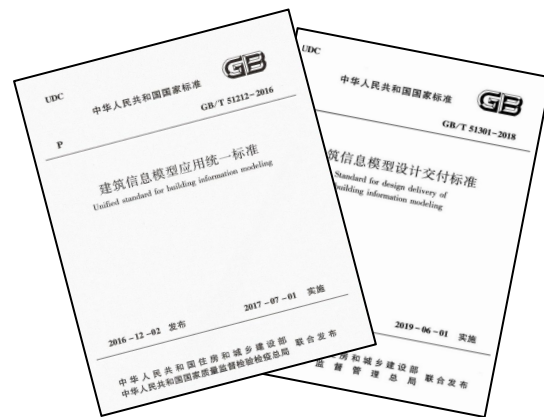 UDC
中华人民共和国国家标准
GB
P
GB/T 51212-2016
建筑信息模型应用统一标准
Unified standard for building information modeling
2016-12-02 发布
2017-07-01 实施
中华人民共和国住房和城乡建设部
中华人民共和国国家质量监督检验检疫总局
联合发布
UDC
中华人民共和国国家标准
GB
GB/T 51301-2018
筑信息模型设计交付标准
Standard for design delivery of
building information modeling
2019-06-01 实施
房和城乡建设部
监督管理总局
联合发布